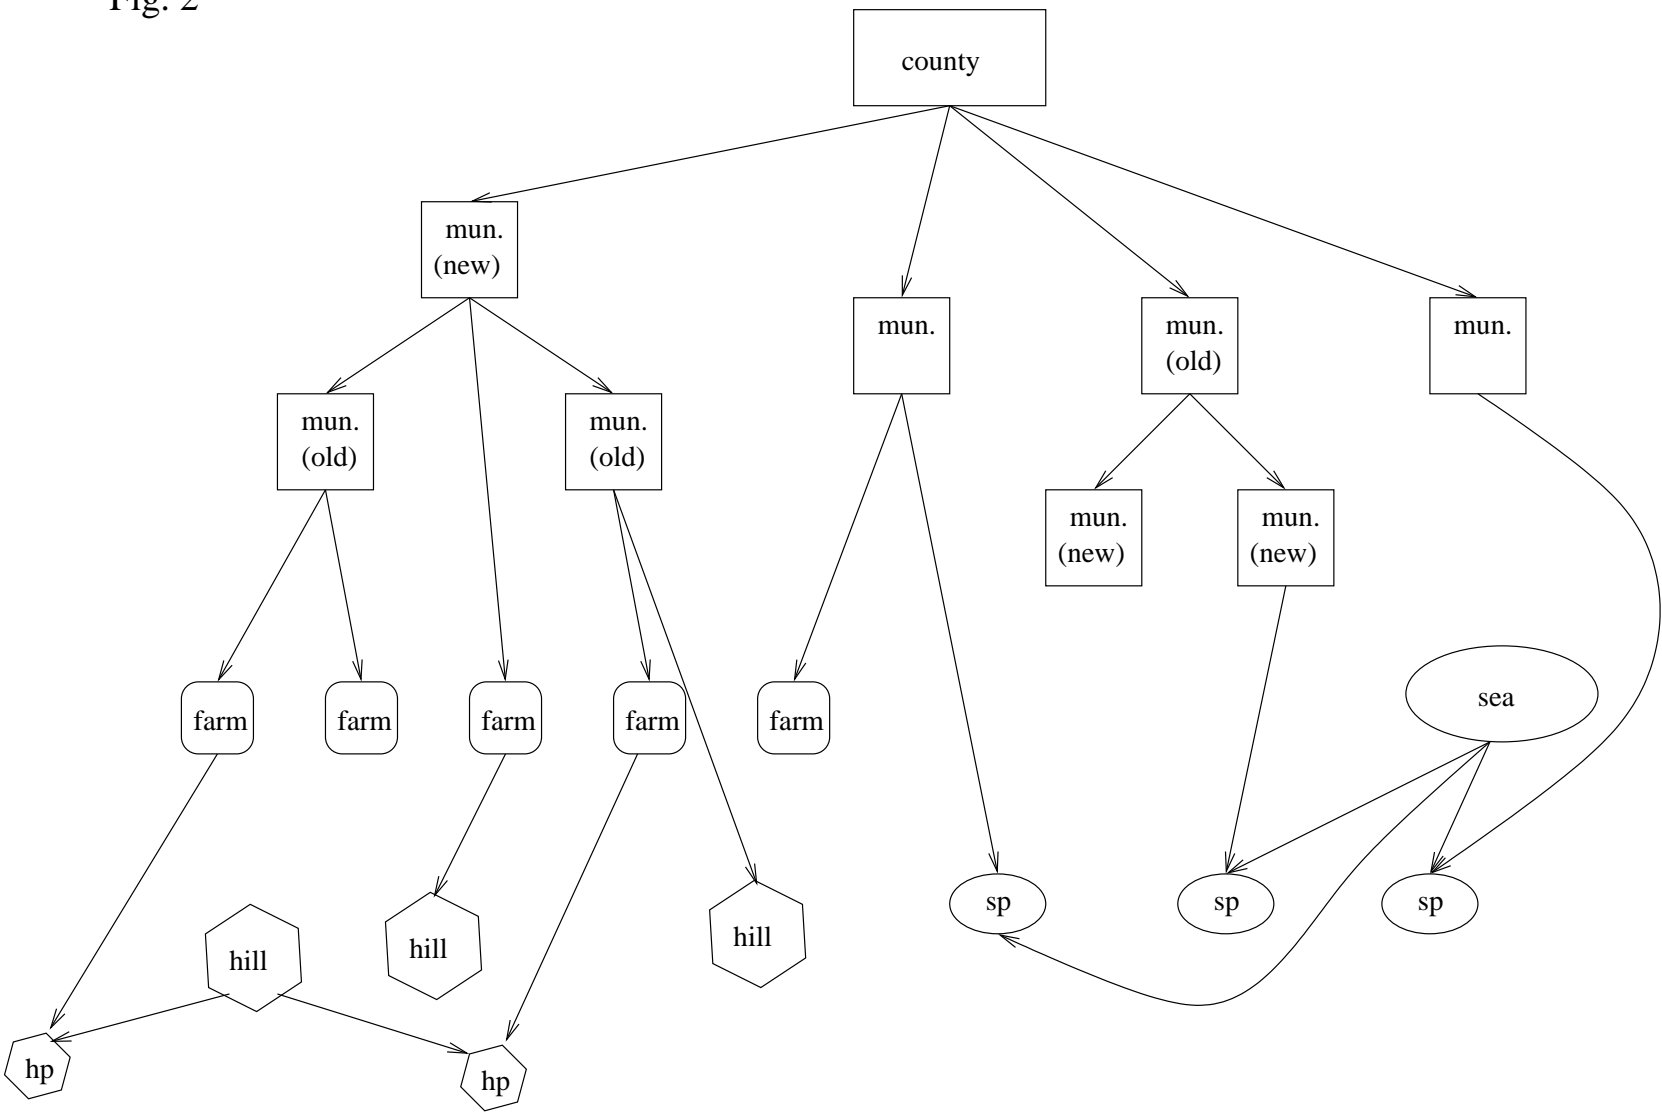 Fig. 2
county
mun.
(new)
mun.
mun.
(old)
mun.
mun.
(old)
mun.
(old)
mun.
(new)
mun.
(new)
sea
farm
farm
farm
farm
farm
sp
sp
sp
hill
hill
hill
hp
hp